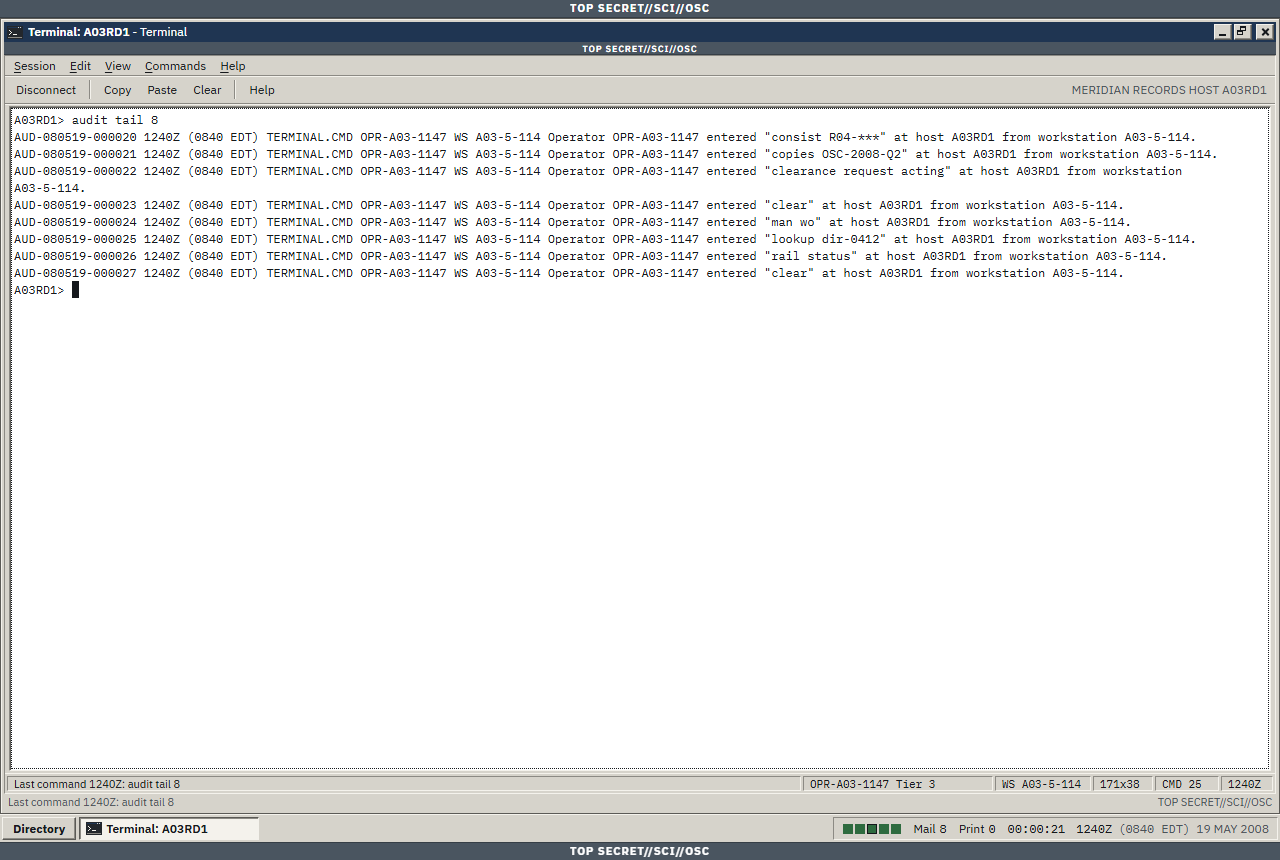 TOP SECRET//SCI//OSC
Terminal: A03RD1 - Terminal
TOP SECRET//SCI//OSC
Session Edit View Commands Help
Disconnect Copy Paste Clear Help MERIDIAN RECORDS HOST A03RD1
A03RD1> audit tail 8
AUD-080519-000020 1240Z (0840 EDT) TERMINAL.CMD OPR-A03-1147 WS A03-5-114 Operator OPR-A03-1147 entered "consist R04-***" at host A03RD1 from workstation A03-5-114.
AUD-080519-000021 1240Z (0840 EDT) TERMINAL.CMD OPR-A03-1147 WS A03-5-114 Operator OPR-A03-1147 entered "copies OSC-2008-Q2" at host A03RD1 from workstation A03-5-114.
AUD-080519-000022 1240Z (0840 EDT) TERMINAL.CMD OPR-A03-1147 WS A03-5-114 Operator OPR-A03-1147 entered "clearance request acting" at host A03RD1 from workstation
A03-5-114.
AUD-080519-000023 1240Z (0840 EDT) TERMINAL.CMD OPR-A03-1147 WS A03-5-114 Operator OPR-A03-1147 entered "clear" at host A03RD1 from workstation A03-5-114.
AUD-080519-000024 1240Z (0840 EDT) TERMINAL.CMD OPR-A03-1147 WS A03-5-114 Operator OPR-A03-1147 entered "man wo" at host A03RD1 from workstation A03-5-114.
AUD-080519-000025 1240Z (0840 EDT) TERMINAL.CMD OPR-A03-1147 WS A03-5-114 Operator OPR-A03-1147 entered "lookup dir-0412" at host A03RD1 from workstation A03-5-114.
AUD-080519-000026 1240Z (0840 EDT) TERMINAL.CMD OPR-A03-1147 WS A03-5-114 Operator OPR-A03-1147 entered "rail status" at host A03RD1 from workstation A03-5-114.
AUD-080519-000027 1240Z (0840 EDT) TERMINAL.CMD OPR-A03-1147 WS A03-5-114 Operator OPR-A03-1147 entered "clear" at host A03RD1 from workstation A03-5-114.
A03RD1>
Last command 1240Z: audit tail 8 OPR-A03-1147 Tier 3 WS A03-5-114 171x38 CMD 25 1240Z
Last command 1240Z: audit tail 8 TOP SECRET//SCI//OSC
Directory Terminal: A03RD1 Mail 8 Print 0 00:00:21 1240Z (0840 EDT) 19 MAY 2008
TOP SECRET//SCI//OSC